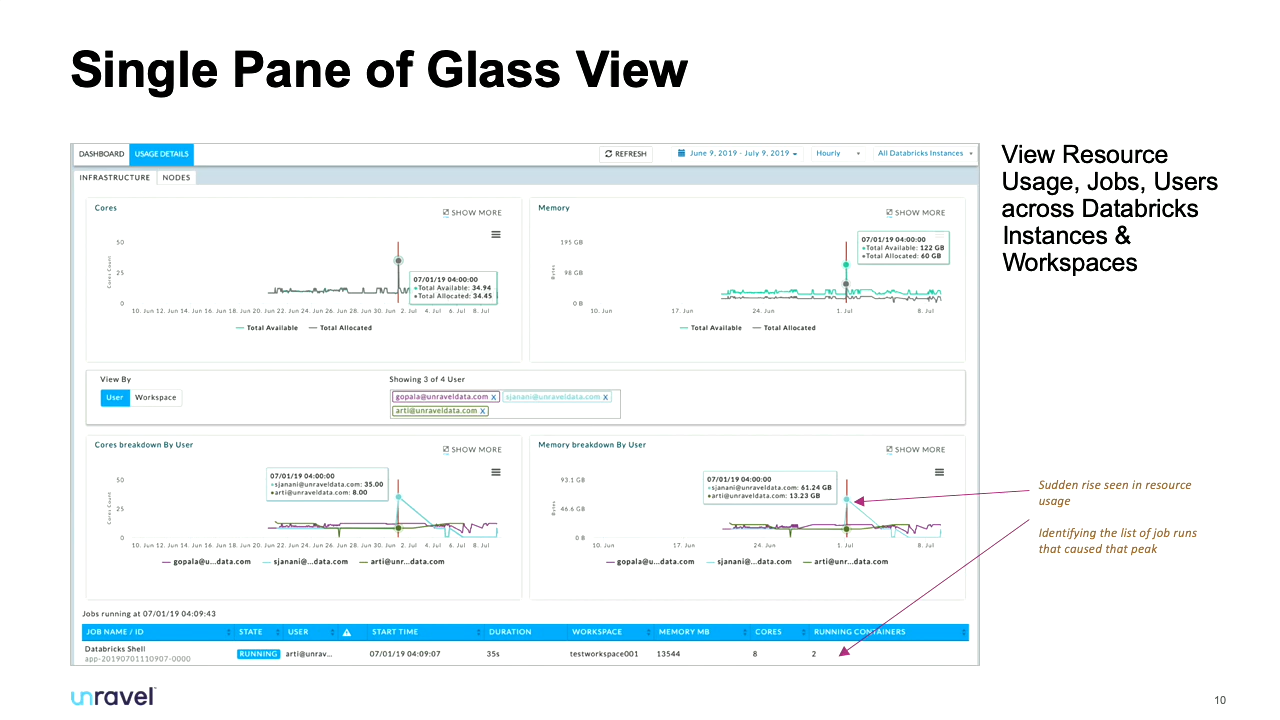 Single Pane of Glass View
DASHBOARD USAGE DETAILS REFRESH June 9, 2019 - July 9, 2019 Hourly All Databricks Instances
INFRASTRUCTURE NODES
Cores
SHOW MORE
50
25
0
Cores Count
07/01/19 04:00:00
Total Available: 34.94
Total Allocated: 34.45
10. Jun 12. Jun 14. Jun 16. Jun 18. Jun 20. Jun 22. Jun 24. Jun 26. Jun 28. Jun 30. Jun 2. Jul 4. Jul 6. Jul 8. Jul
Total Available Total Allocated
Memory
SHOW MORE
195 GB
98 GB
0 B
Bytes
07/01/19 04:00:00
Total Available: 122 GB
Total Allocated: 60 GB
10. Jun 17. Jun 24. Jun 1. Jul 8. Jul
Total Available Total Allocated
View By
User Workspace
Showing 3 of 4 User
gopala@unraveldata.com X sjanani@unraveldata.com X
arti@unraveldata.com X
Cores breakdown By User
SHOW MORE
50
25
0
Cores Count
07/01/19 04:00:00
sjanani@unraveldata.com: 35.00
arti@unraveldata.com: 8.00
10. Jun 12. Jun 14. Jun 16. Jun 18. Jun 20. Jun 22. Jun 24. Jun 26. Jun 28. Jun 30. Jun 2. Jul 4. Jul 6. Jul 8. Jul
gopala@u...data.com sjanani@...data.com arti@unr...data.com
Memory breakdown By User
SHOW MORE
93.1 GB
46.6 GB
0 B
Bytes
07/01/19 04:00:00
sjanani@unraveldata.com: 61.24 GB
arti@unraveldata.com: 13.23 GB
10. Jun 17. Jun 24. Jun 1. Jul 8. Jul
gopala@u...data.com sjanani@...data.com arti@unr...data.com
Jobs running at 07/01/19 04:09:43
JOB NAME / ID STATE USER START TIME DURATION WORKSPACE MEMORY MB CORES RUNNING CONTAINERS
Databricks Shell
app-20190701110907-0000 RUNNING arti@unrav... 07/01/19 04:09:07 35s testworkspace001 13544 8 2
View Resource
Usage, Jobs, Users
across Databricks
Instances &
Workspaces
Sudden rise seen in resource
usage
Identifying the list of job runs
that caused that peak
unravel
10